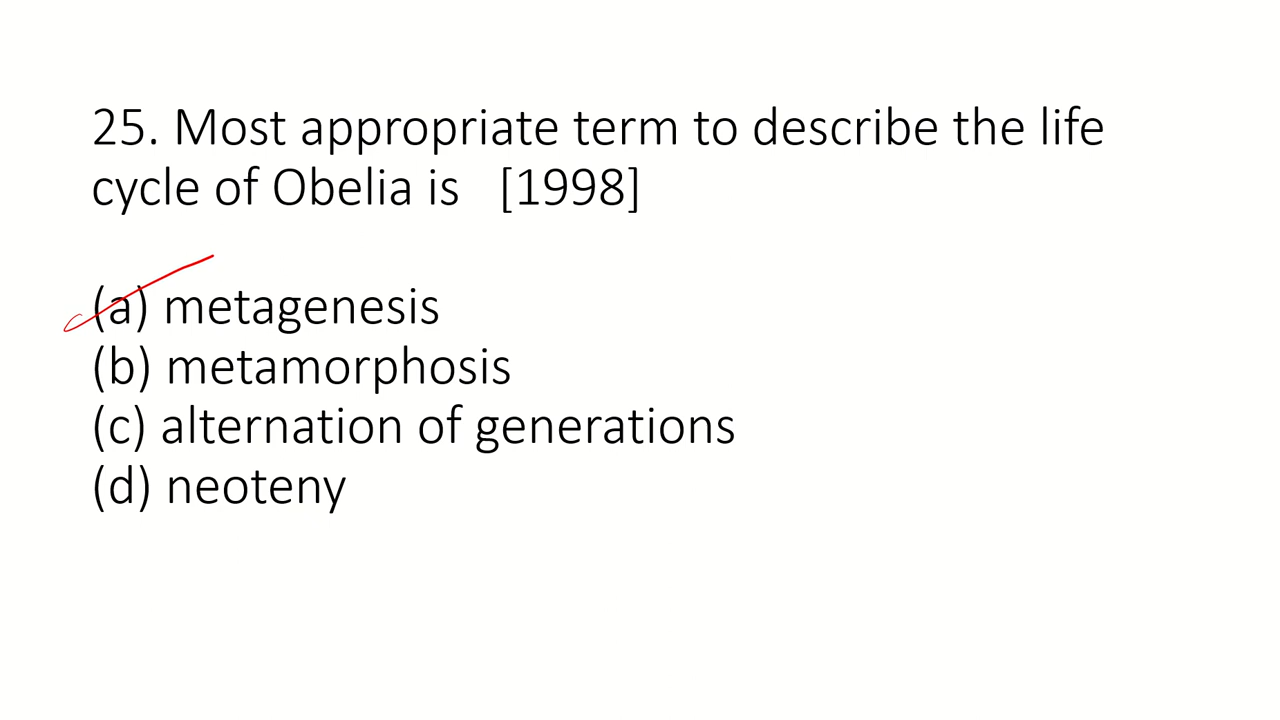 25. Most appropriate term to describe the life
cycle of Obelia is [1998]
(a) metagenesis
(b) metamorphosis
(c) alternation of generations
(d) neoteny